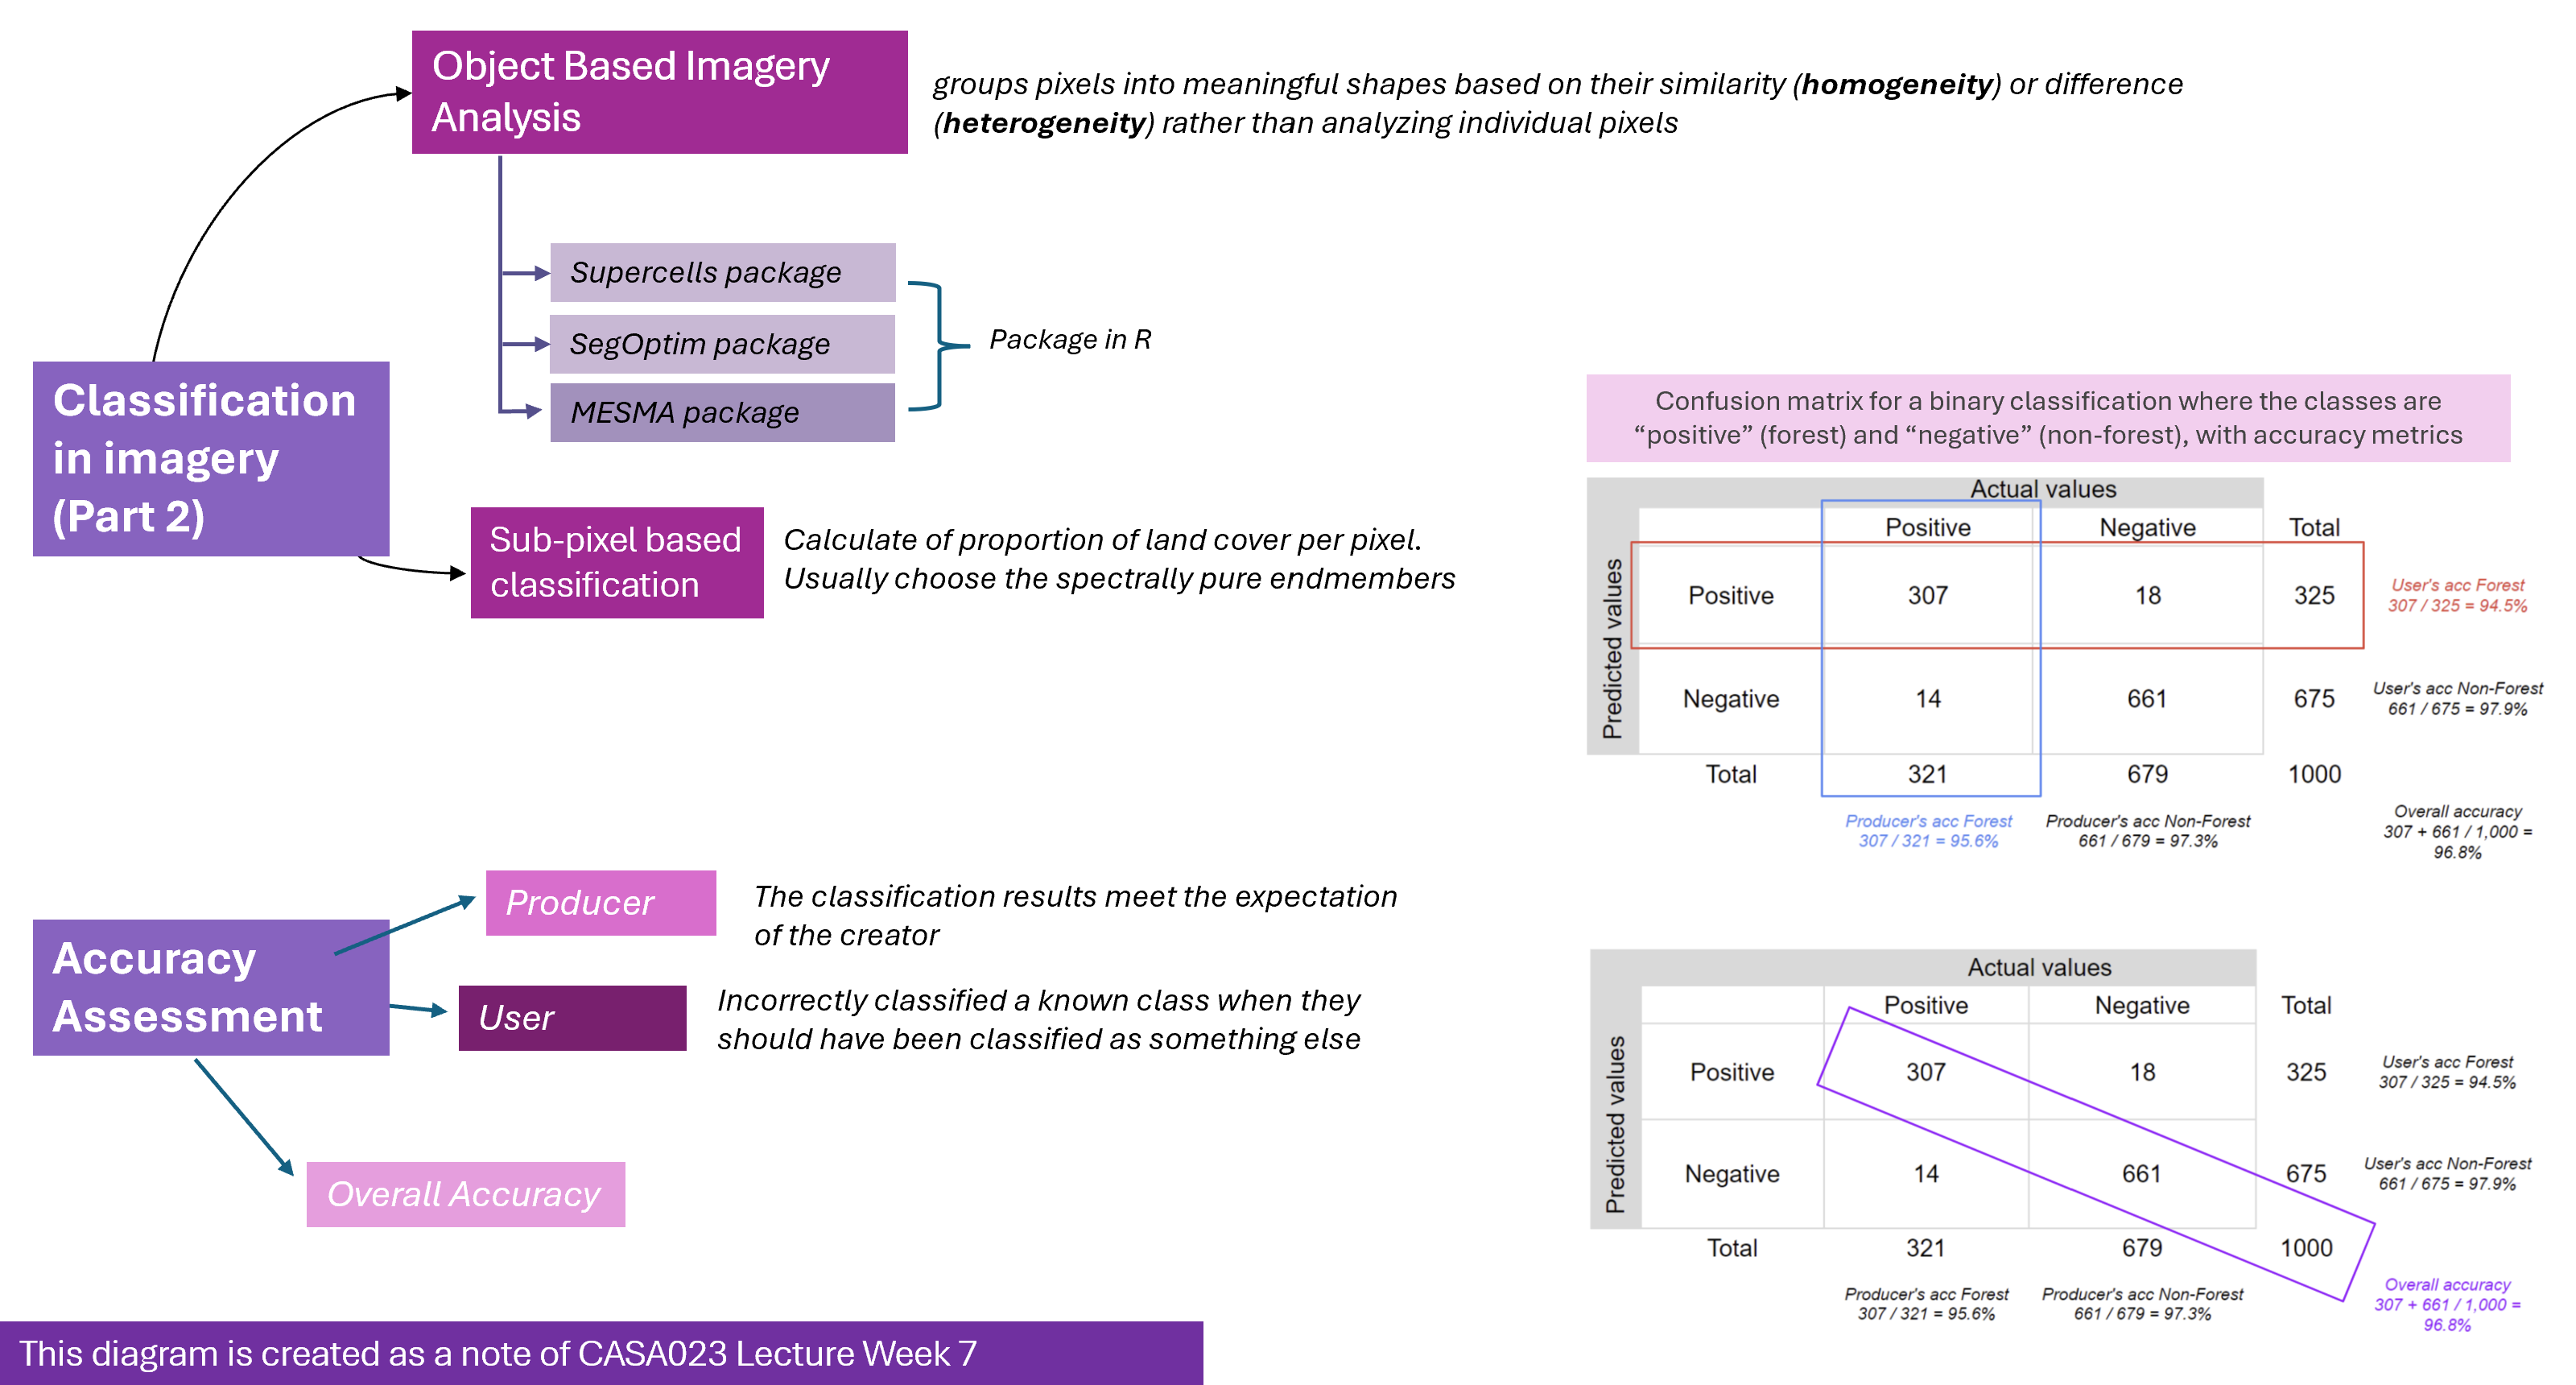 Object Based Imagery
Analysis
groups pixels into meaningful shapes based on their similarity (homogeneity) or difference
(heterogeneity) rather than analyzing individual pixels
Supercells package
SegOptim package
MESMA package
Package in R
Classification
in imagery
(Part 2)
Sub-pixel based
classification
Calculate of proportion of land cover per pixel.
Usually choose the spectrally pure endmembers
Confusion matrix for a binary classification where the classes are
“positive” (forest) and “negative” (non-forest), with accuracy metrics
Actual values
Positive Negative Total
Predicted values
Positive 307 18 325
User's acc Forest
307 / 325 = 94.5%
Negative 14 661 675
User's acc Non-Forest
661 / 675 = 97.9%
Total 321 679 1000
Producer's acc Forest
307 / 321 = 95.6%
Producer's acc Non-Forest
661 / 679 = 97.3%
Overall accuracy
307 + 661 / 1,000 =
96.8%
Accuracy
Assessment
Producer
The classification results meet the expectation
of the creator
User
Incorrectly classified a known class when they
should have been classified as something else
Overall Accuracy
Actual values
Positive Negative Total
Predicted values
Positive 307 18 325
User's acc Forest
307 / 325 = 94.5%
Negative 14 661 675
User's acc Non-Forest
661 / 675 = 97.9%
Total 321 679 1000
Producer's acc Forest
307 / 321 = 95.6%
Producer's acc Non-Forest
661 / 679 = 97.3%
Overall accuracy
307 + 661 / 1,000 =
96.8%
This diagram is created as a note of CASA023 Lecture Week 7